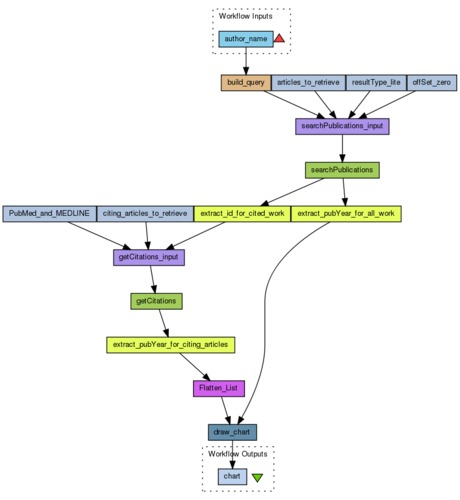 Workflow Inputs
author_name
build_query articles_to_retrieve resultType_lite offSet_zero
searchPublications_input
searchPublications
PubMed_and_MEDLINE citing_articles_to_retrieve extract_id_for_cited_work extract_pubYear_for_all_work
getCitations_input
getCitations
extract_pubYear_for_citing_articles
Flatten_List
draw_chart
Workflow Outputs
chart